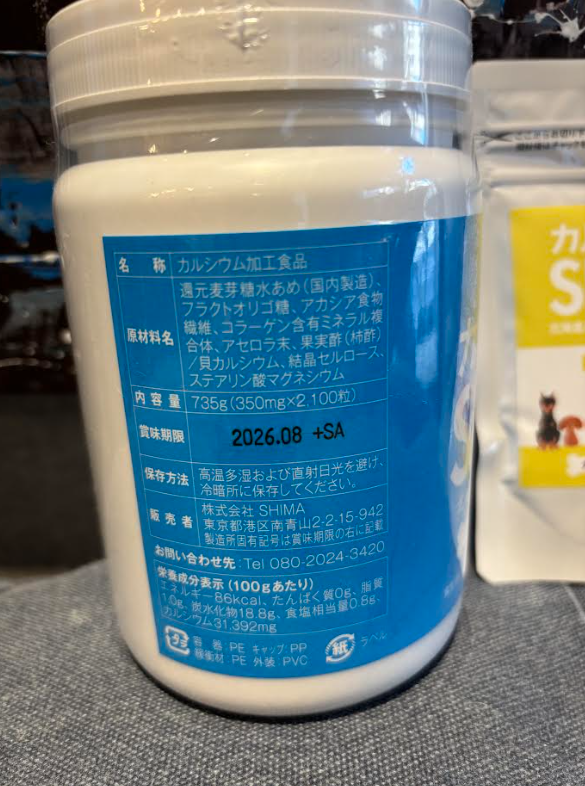 名 称 カルシウム加工食品
原材料名 還元麦芽糖水あめ(国内製造)、
フラクトオリゴ糖、アカシア食物
繊維、コラーゲン含有ミネラル複
合体、アセロラ末、果実酢(柿酢)
/貝カルシウム、結晶セルロース、
ステアリン酸マグネシウム
内容量 735g(350mg×2,100粒)
賞味期限 2026.08 +SA
保存方法 高温多湿および直射日光を避け、
冷暗所に保存してください。
販売者 株式会社 SHIMA
東京都港区南青山2-2-15-942
製造所固有記号は賞味期限の右に記載
お問い合わせ先:Tel 080-2024-3420
栄養成分表示(100gあたり)
エネルギー86kcal、たんぱく質0g、脂質
1.0g、炭水化物18.8g、食塩相当量0.8g、
カルシウム31,392mg
プラ 容器:PE キャップ:PP
緩衝材:PE 外装:PVC
紙 ラベル
カル
S